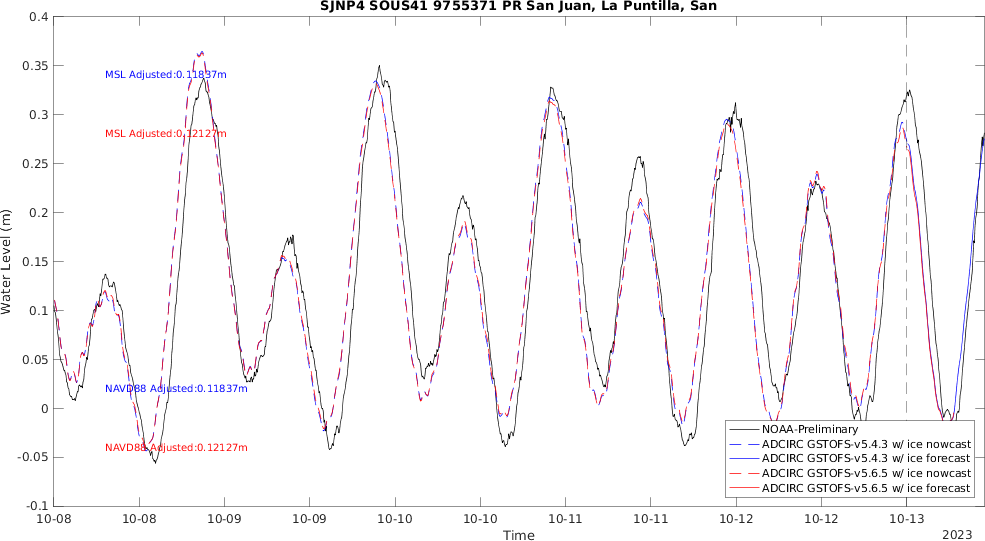 SJNP4 SOUS41 9755371 PR San Juan, La Puntilla, San
0.4
0.35
0.3
0.25
0.2
0.15
0.1
0.05
0
-0.05
-0.1
Water Level (m)
MSL Adjusted:0.11837m
MSL Adjusted:0.12127m
NAVD88 Adjusted:0.11837m
NAVD88 Adjusted:0.12127m
NOAA-Preliminary
ADCIRC GSTOFS-v5.4.3 w/ ice nowcast
ADCIRC GSTOFS-v5.4.3 w/ ice forecast
ADCIRC GSTOFS-v5.6.5 w/ ice nowcast
ADCIRC GSTOFS-v5.6.5 w/ ice forecast
10-08 10-08 10-09 10-09 10-10 10-10 10-11 10-11 10-12 10-12 10-13
Time
2023